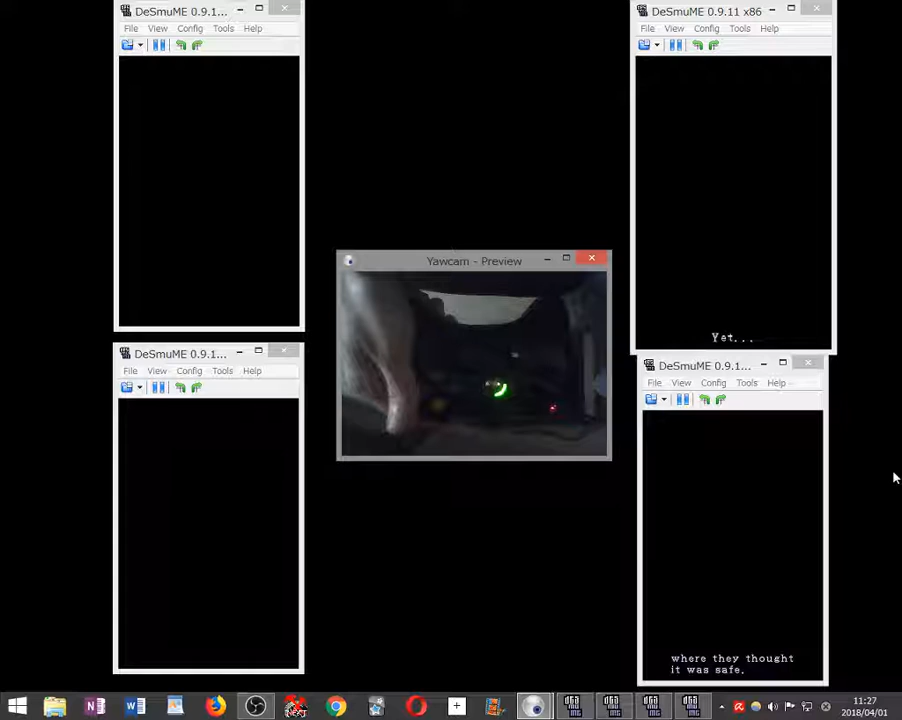 DeSmuME 0.9.1...
File View Config Tools Help
DeSmuME 0.9.11 x86
File View Config Tools Help
Yet...
Yawcam - Preview
DeSmuME 0.9.1...
File View Config Tools Help
DeSmuME 0.9.1...
File View Config Tools Help
where they thought
it was safe.
11:27
2018/04/01